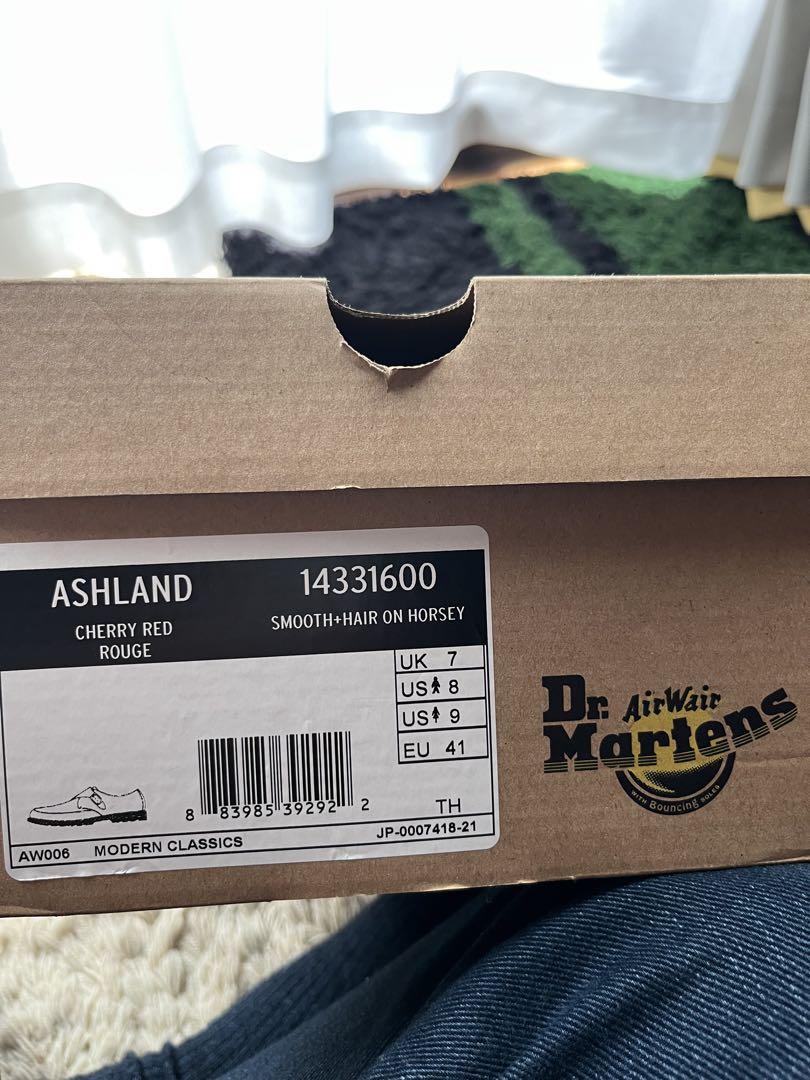 ASHLAND
14331600
CHERRY RED
ROUGE
SMOOTH+HAIR ON HORSEY
UK 7
US 8
US 9
EU 41
8 83985 39292 2
TH
JP-0007418-21
AW006 MODERN CLASSICS
Dr. AirWair
Martens
WITH Bouncing SOLES